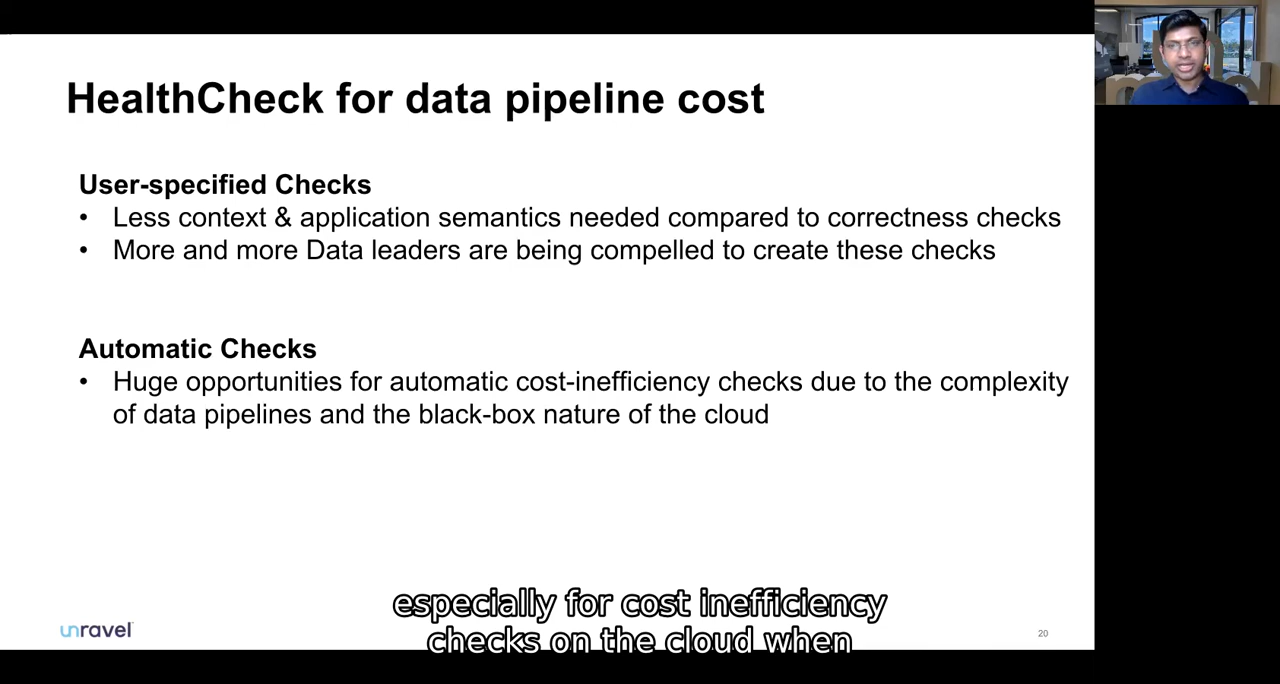 HealthCheck for data pipeline cost
User-specified Checks
• Less context & application semantics needed compared to correctness checks
• More and more Data leaders are being compelled to create these checks
Automatic Checks
• Huge opportunities for automatic cost-inefficiency checks due to the complexity
of data pipelines and the black-box nature of the cloud
especially for cost inefficiency
checks on the cloud when
unravel
20